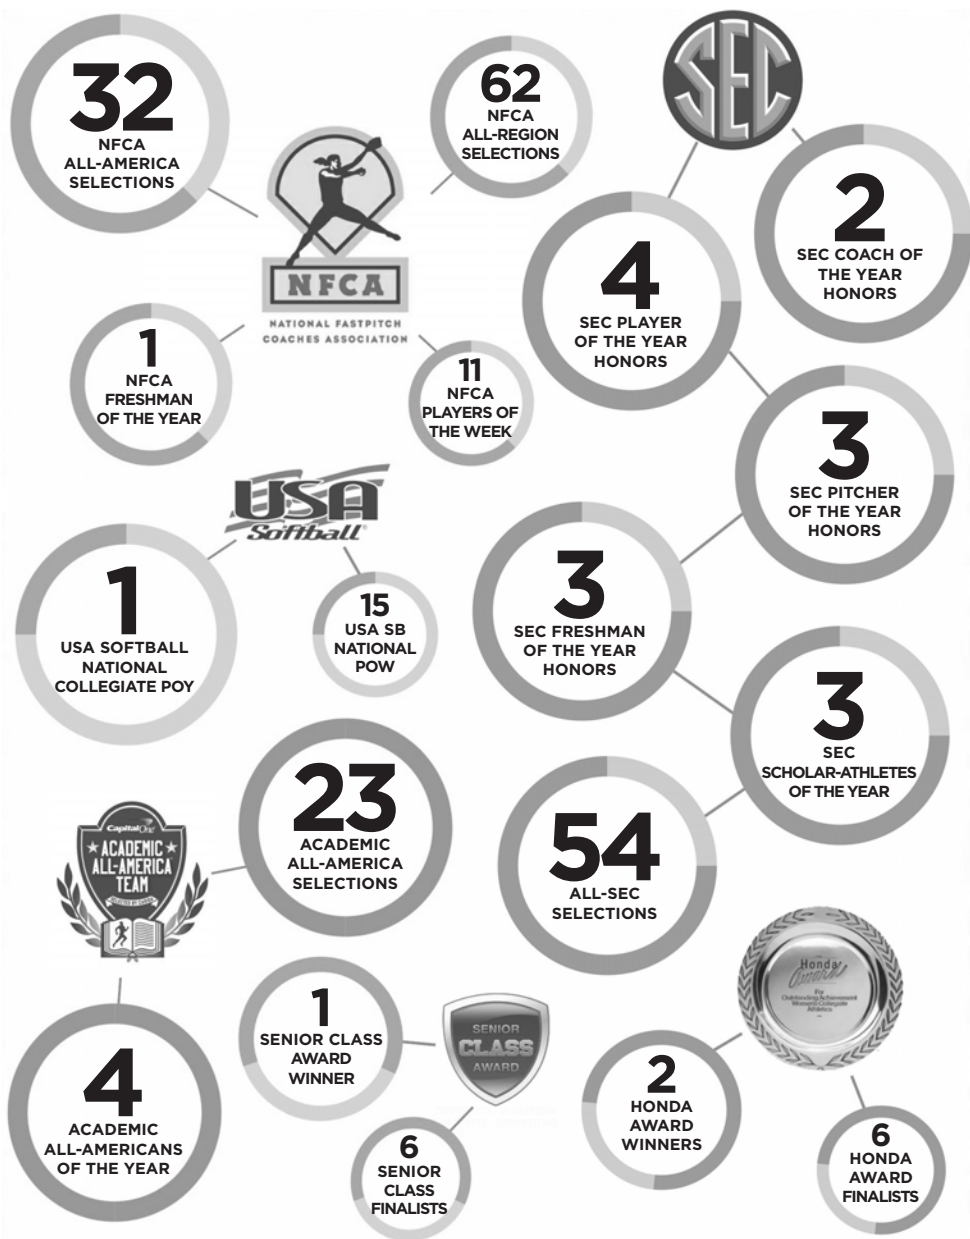 32
NFCA
ALL-AMERICA
SELECTIONS
62
NFCA
ALL-REGION
SELECTIONS
SEC
2
SEC COACH OF
THE YEAR
HONORS
4
SEC PLAYER
OF THE YEAR
HONORS
NFCA
NATIONAL FASTPITCH
COACHES ASSOCIATION
1
NFCA
FRESHMAN
OF THE YEAR
11
NFCA
PLAYERS OF
THE WEEK
3
SEC PITCHER
OF THE YEAR
HONORS
USA
Softball
1
USA SOFTBALL
NATIONAL
COLLEGIATE POY
15
USA SB
NATIONAL
POW
3
SEC FRESHMAN
OF THE YEAR
HONORS
3
SEC
SCHOLAR-ATHLETES
OF THE YEAR
23
ACADEMIC
ALL-AMERICA
SELECTIONS
Capital One
ACADEMIC
ALL-AMERICA
TEAM
54
ALL-SEC
SELECTIONS
Honda
Award
For
Outstanding Achievement
Women's Collegiate
Athletics
1
SENIOR CLASS
AWARD
WINNER
SENIOR
CLASS
AWARD
4
ACADEMIC
ALL-AMERICANS
OF THE YEAR
2
HONDA
AWARD
WINNERS
6
SENIOR
CLASS
FINALISTS
6
HONDA
AWARD
FINALISTS